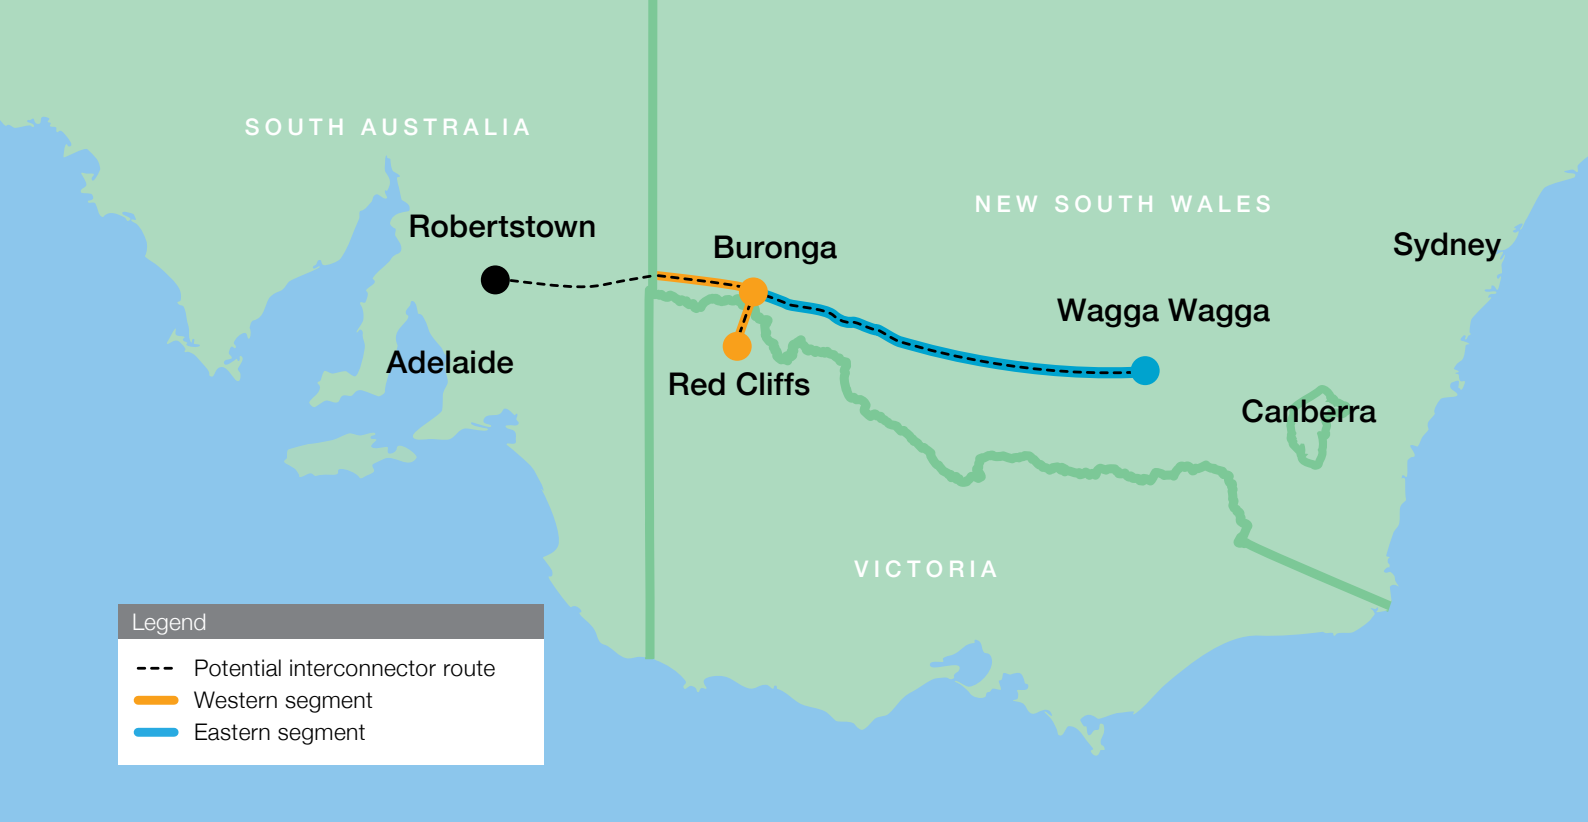 SOUTH AUSTRALIA
NEW SOUTH WALES
Robertstown
Buronga
Sydney
Wagga Wagga
Adelaide
Red Cliffs
Canberra
VICTORIA
Legend
Potential interconnector route
Western segment
Eastern segment